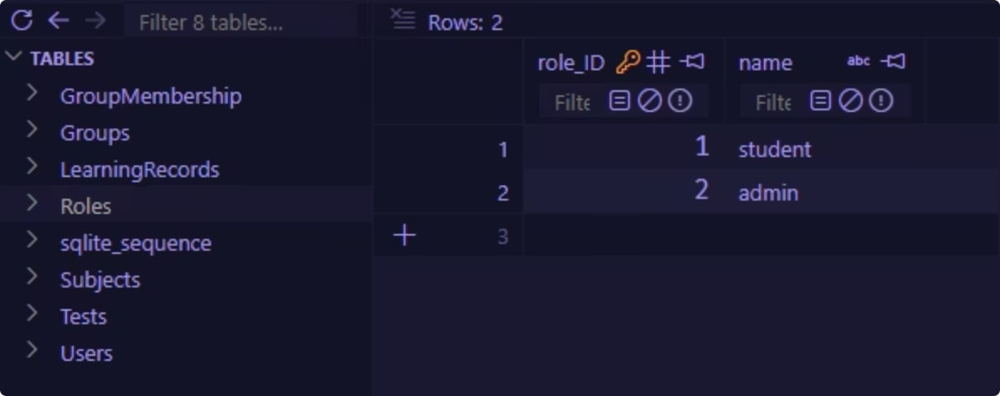 Filter 8 tables...
Rows: 2
TABLES
GroupMembership
Groups
LearningRecords
Roles
sqlite_sequence
Subjects
Tests
Users
role_ID name abc
Filte Filte
1 1 student
2 2 admin
3